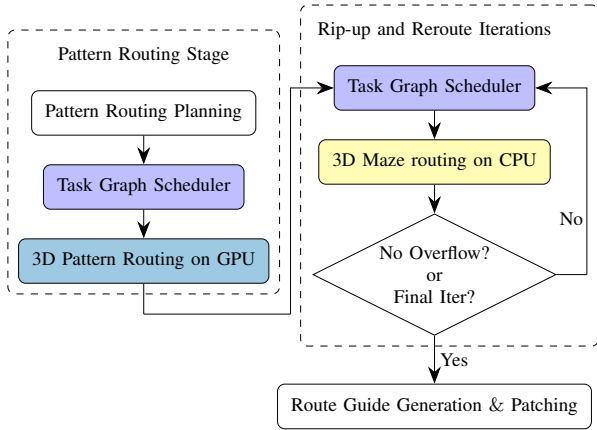 Pattern Routing Stage
Pattern Routing Planning
Task Graph Scheduler
3D Pattern Routing on GPU
Rip-up and Reroute Iterations
Task Graph Scheduler
3D Maze routing on CPU
No Overflow?
or
Final Iter?
No
Yes
Route Guide Generation & Patching